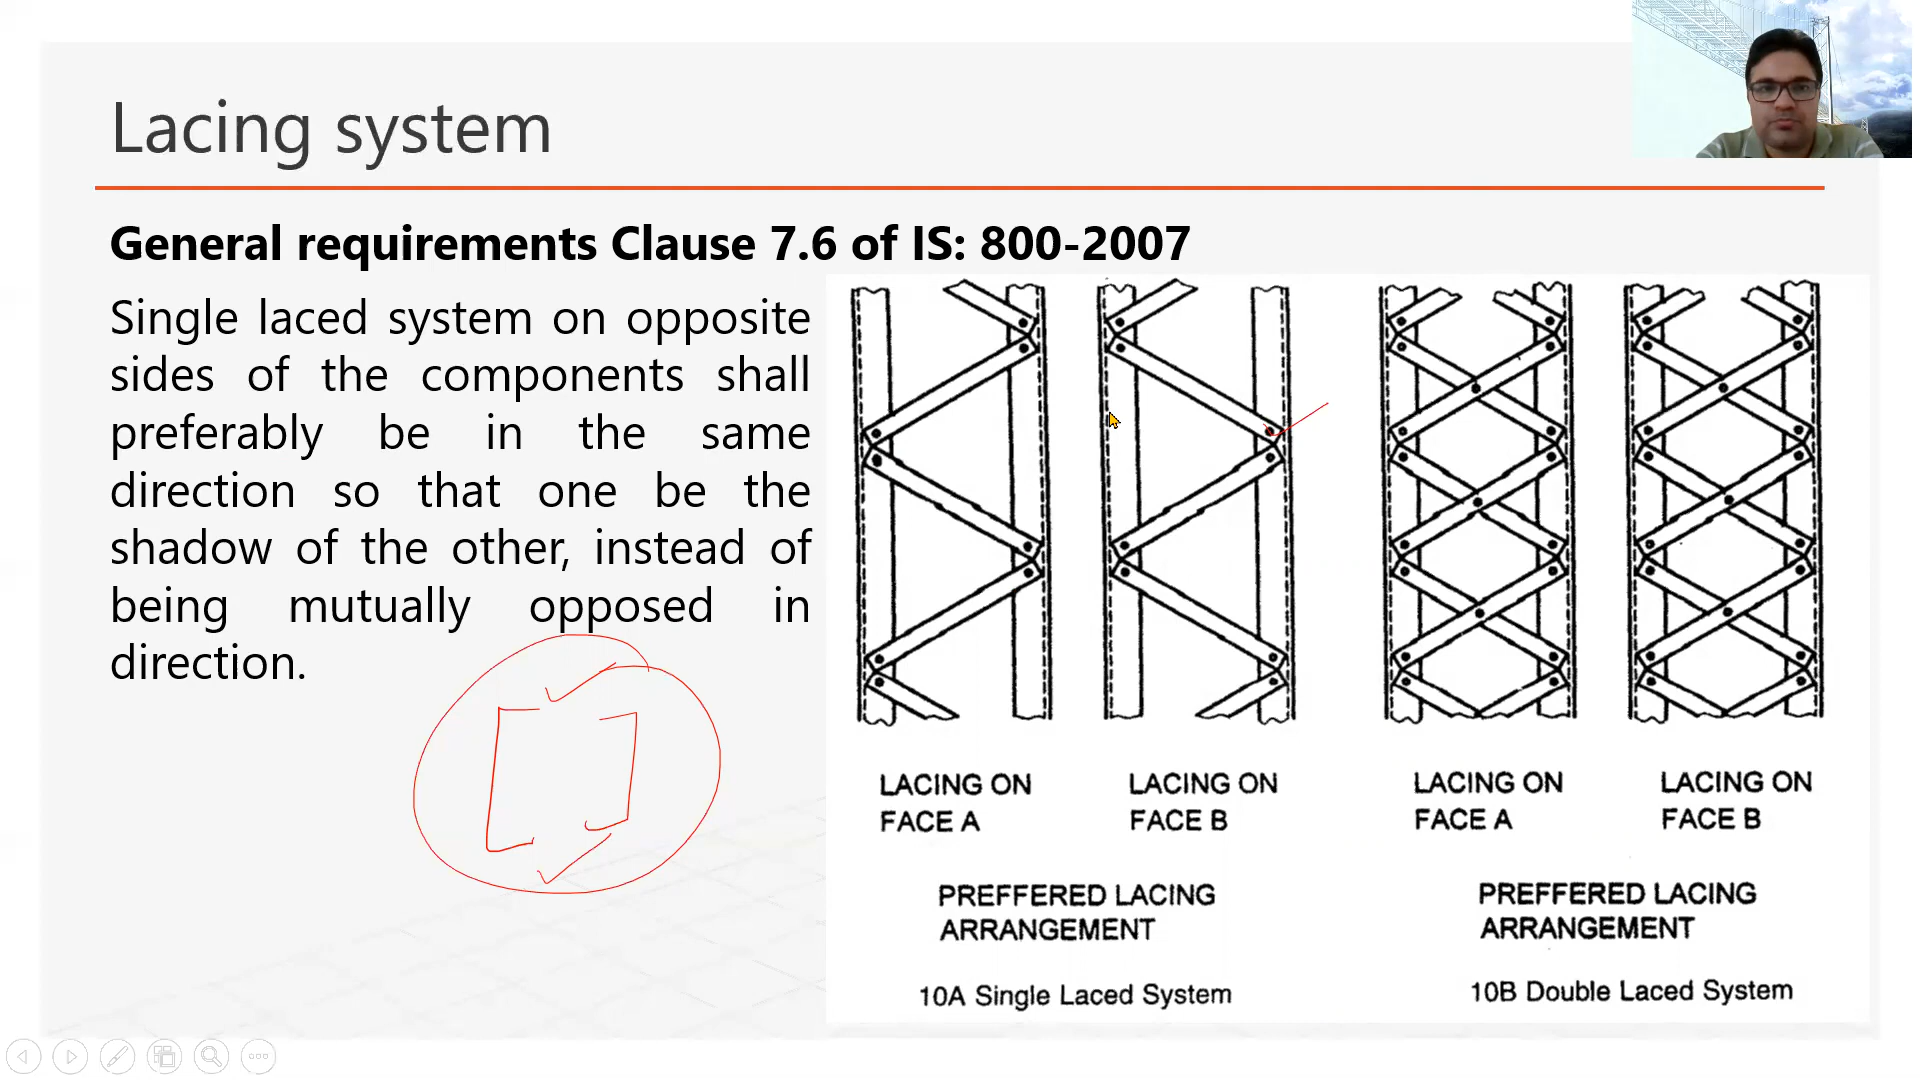 Lacing system
General requirements Clause 7.6 of IS: 800-2007
Single laced system on opposite
sides of the components shall
preferably be in the same
direction so that one be the
shadow of the other, instead of
being mutually opposed in
direction.
LACING ON
FACE A
LACING ON
FACE B
LACING ON
FACE A
LACING ON
FACE B
PREFFERED LACING
ARRANGEMENT
PREFFERED LACING
ARRANGEMENT
10A Single Laced System
10B Double Laced System